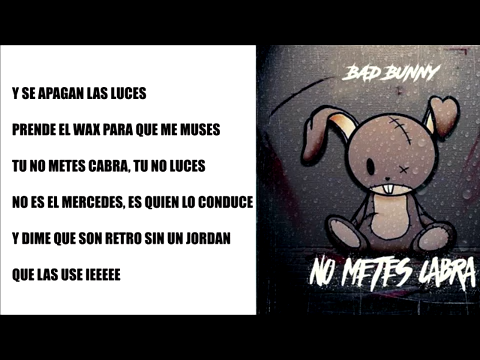 Y SE APAGAN LAS LUCES
PRENDE EL WAX PARA QUE ME MUSES
TU NO METES CABRA, TU NO LUCES
NO ES EL MERCEDES, ES QUIEN LO CONDUCE
Y DIME QUE SON RETRO SIN UN JORDAN
QUE LAS USE IEEEEE
BAD BUNNY
NO METES CABRA